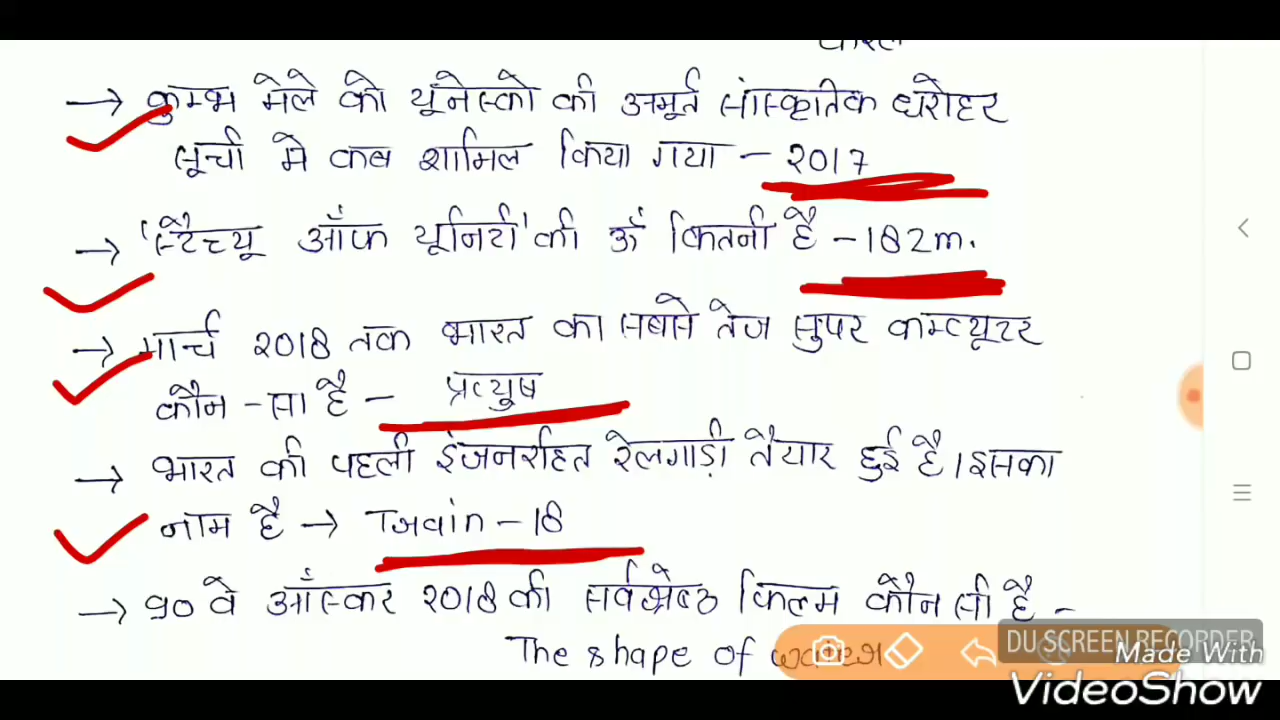 → कुम्भ मेले को यूनेस्को की अमूर्त सांस्कृतिक धरोहर
सूची मे कब शामिल किया गया - 2017
→ 'स्टैच्यू ऑफ यूनिटी' की ऊँ कितनी है - 182m.
→ मार्च 2018 तक भारत का सबसे तेज सुपर कम्प्यूटर
कौन-सा है - प्रत्युष
→ भारत की पहली इंजनरहित रेलगाड़ी तैयार हुई है। इसका
नाम है → Train-18
→ 90 वे ऑस्कर 2018 की सर्वश्रेष्ठ फिल्म कौन सी है -
The shape of water
DU SCREEN RECORDER
Made With
VideoShow